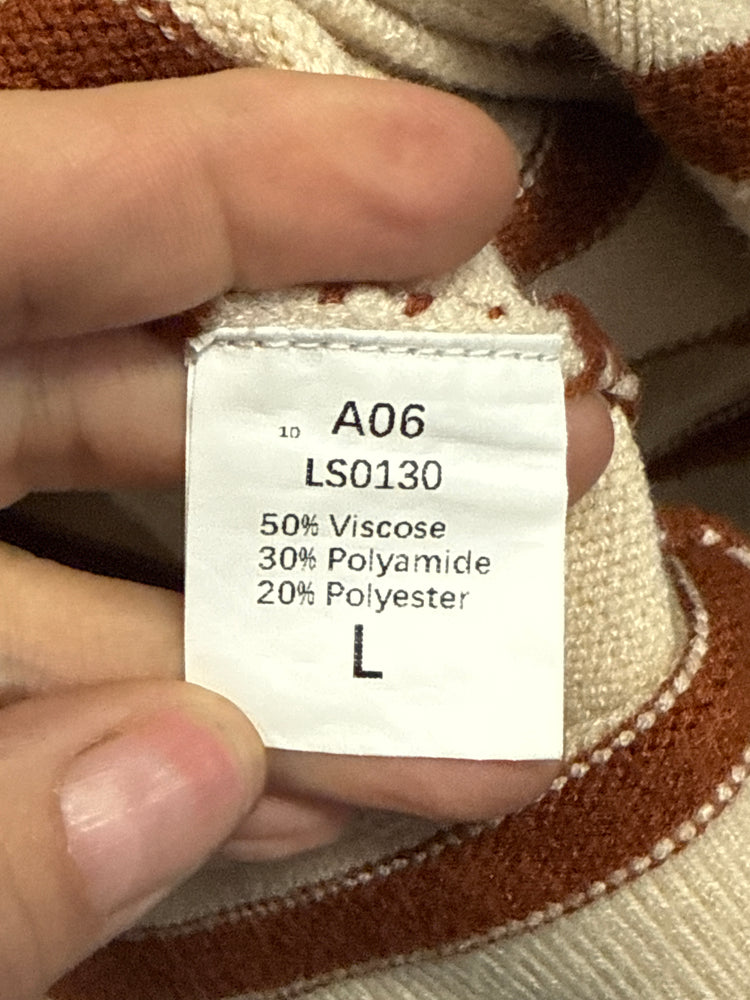 10 A06
LS0130
50% Viscose
30% Polyamide
20% Polyester
L